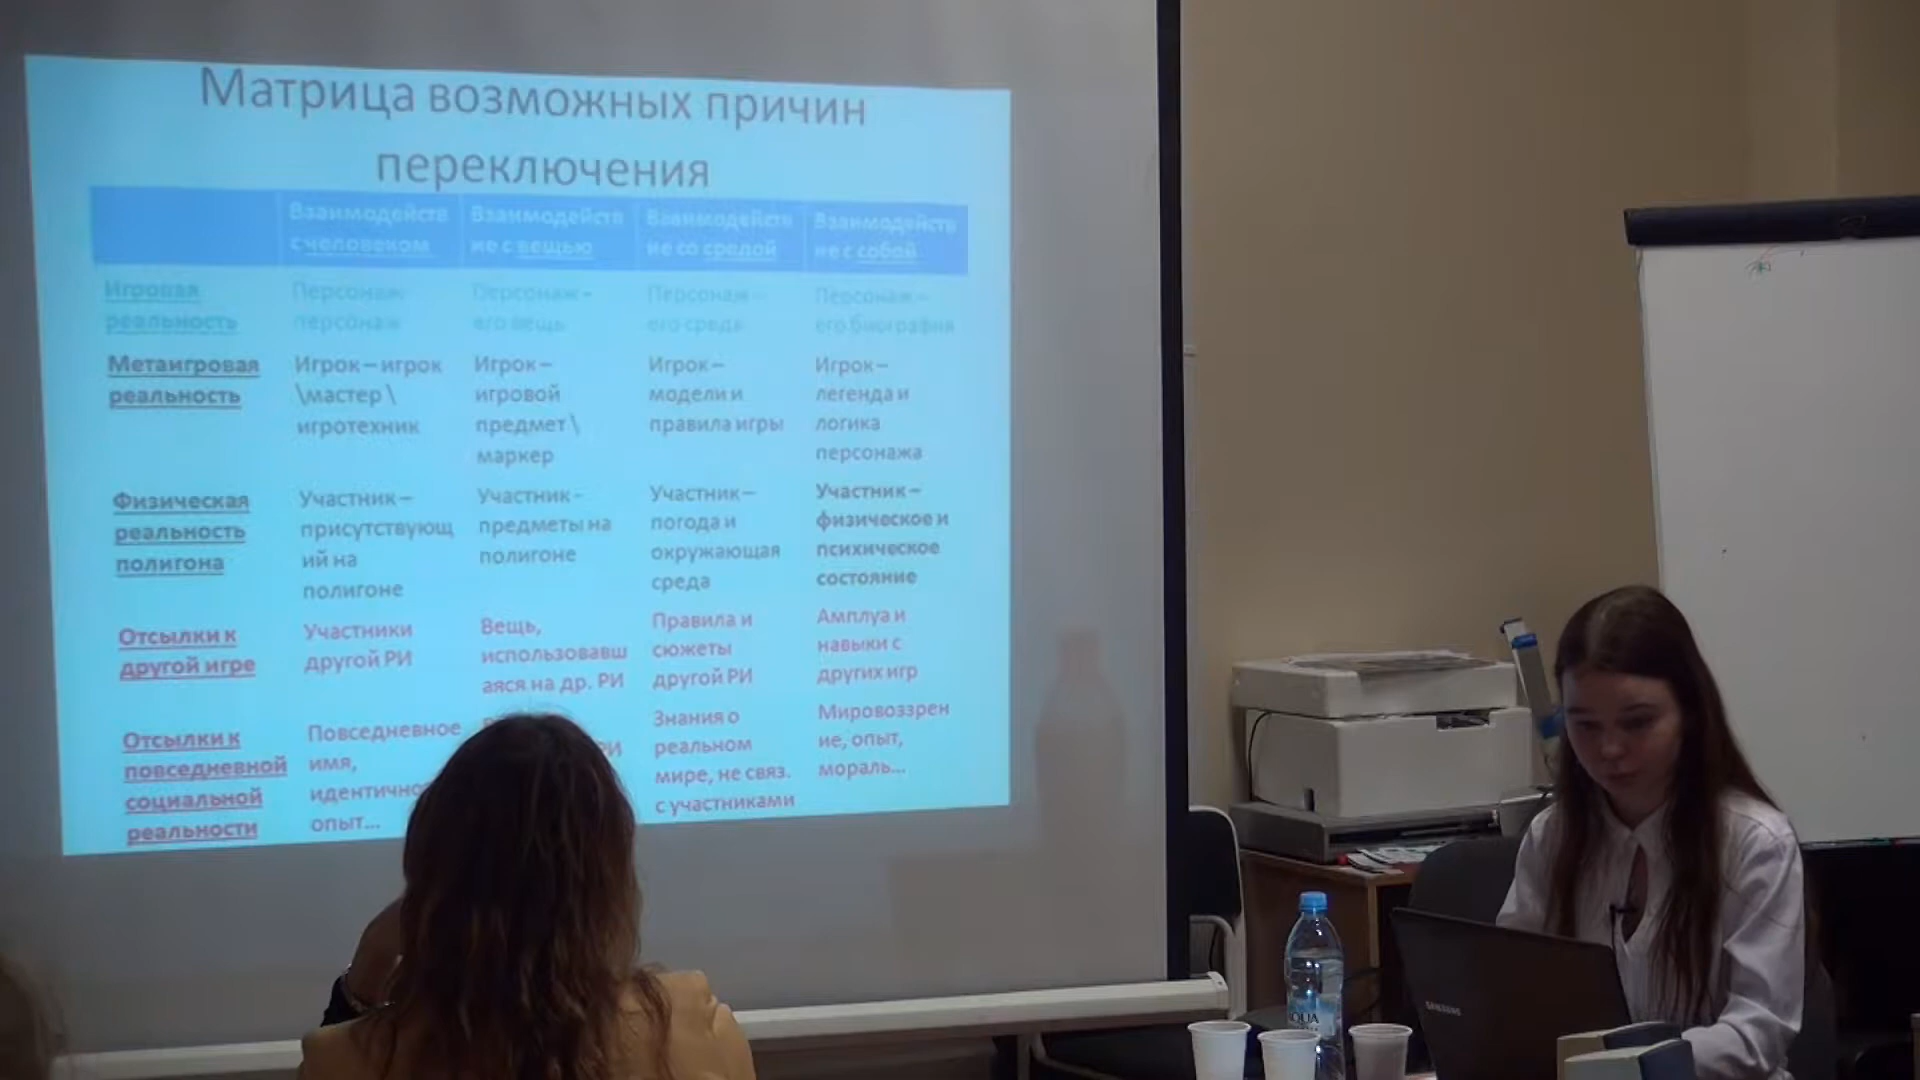 Матрица возможных причин
переключения
Взаимодейств
с человеком
Взаимодейств
ие с вещью
Взаимодейств
ие со средой
Взаимодейств
ие с собой
Игровая
реальность
Персонаж-
персонаж
Персонаж –
его вещь
Персонаж –
его среда
Персонаж –
его биография
Метаигровая
реальность
Игрок – игрок
\мастер \
игротехник
Игрок –
игровой
предмет \
маркер
Игрок –
модели и
правила игры
Игрок –
легенда и
логика
персонажа
Физическая
реальность
полигона
Участник –
присутствующ
ий на
полигоне
Участник -
предметы на
полигоне
Участник –
погода и
окружающая
среда
Участник –
физическое и
психическое
состояние
Отсылки к
другой игре
Участники
другой РИ
Вещь,
использовавш
аяся на др. РИ
Правила и
сюжеты
другой РИ
Амплуа и
навыки с
других игр
Отсылки к
повседневной
социальной
реальности
Повседневное
имя,
опыт...
РИ
Знания о
реальном
мире, не связ.
с участниками
Мировоззрен
ие, опыт,
мораль...
SAMSUNG